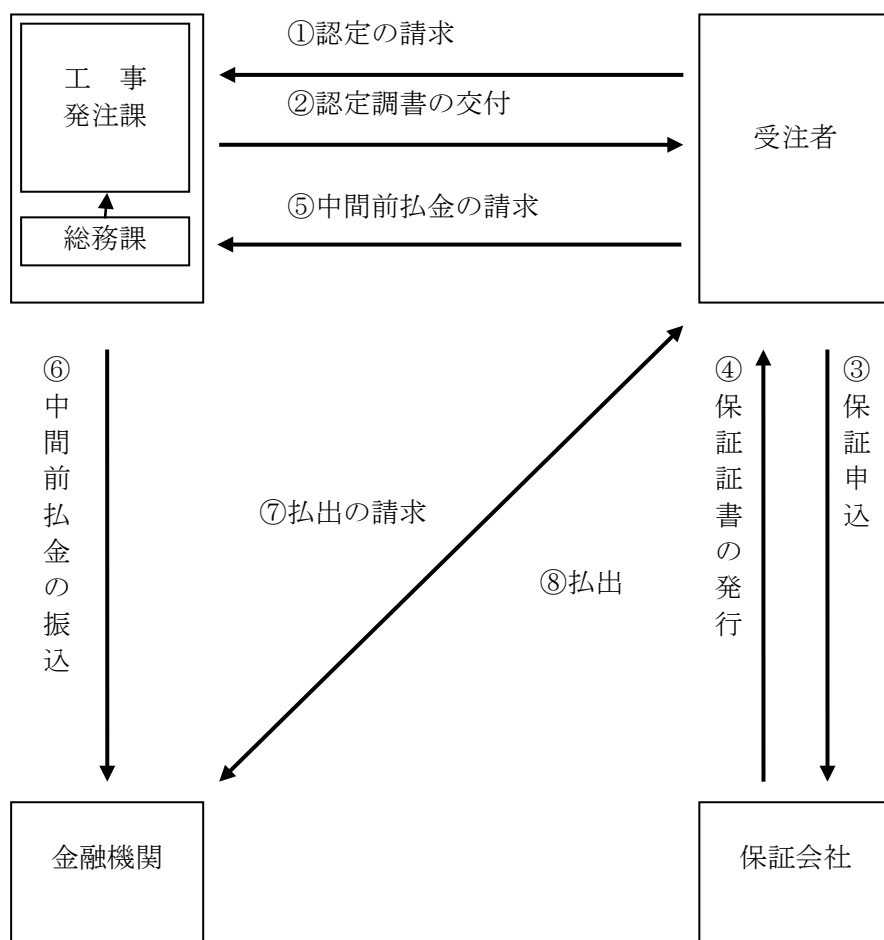 ①認定の請求
工　事
発注課
②認定調書の交付
受注者
⑤中間前払金の請求
総務課
⑥中間前払金の振込
④保証証書の発行
③保証申込
⑦払出の請求
⑧払出
金融機関
保証会社